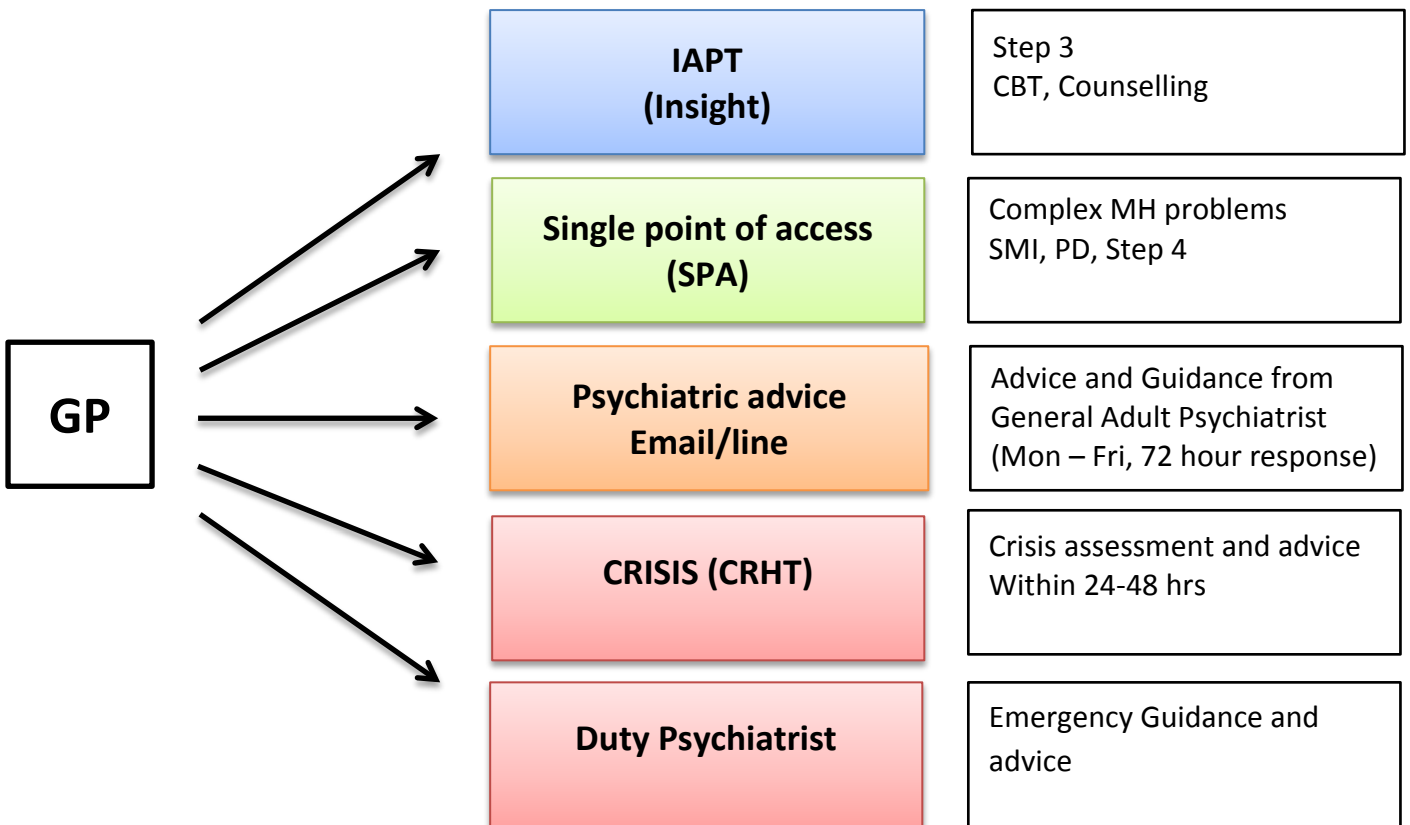 GP
IAPT
(Insight)
Step 3
CBT, Counselling
Single point of access
(SPA)
Complex MH problems
SMI, PD, Step 4
Psychiatric advice
Email/line
Advice and Guidance from
General Adult Psychiatrist
(Mon – Fri, 72 hour response)
CRISIS (CRHT)
Crisis assessment and advice
Within 24-48 hrs
Duty Psychiatrist
Emergency Guidance and
advice